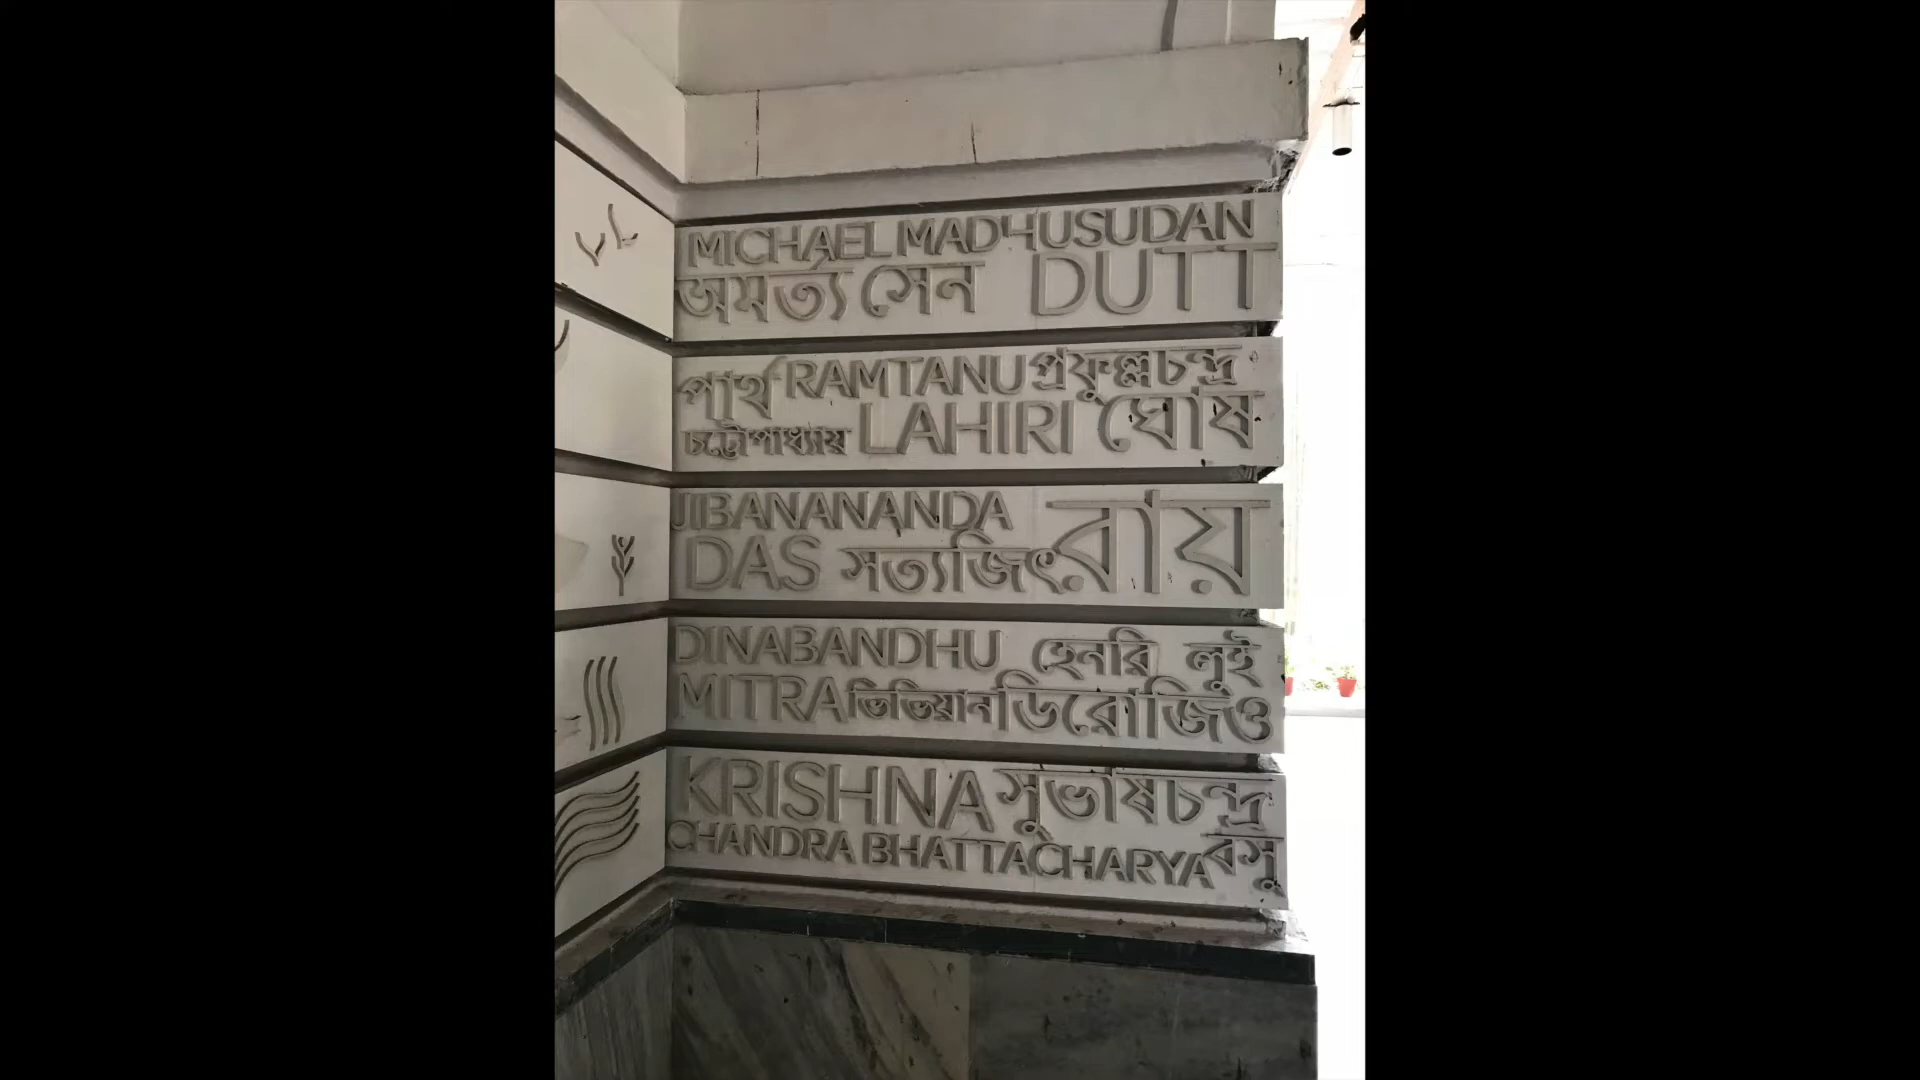 MICHAEL MADHUSUDAN
অমর্ত্য সেন DUTT
পার্থ RAMTANU প্রফুল্লচন্দ্র
চট্টোপাধ্যায় LAHIRI ঘোষ
JIBANANANDA রায়
DAS সত্যজিৎ
DINABANDHU হেনরি লুই
MITRA ভিভিয়ান ডিরোজিও
KRISHNA সুভাষচন্দ্র
CHANDRA BHATTACHARYA বসু